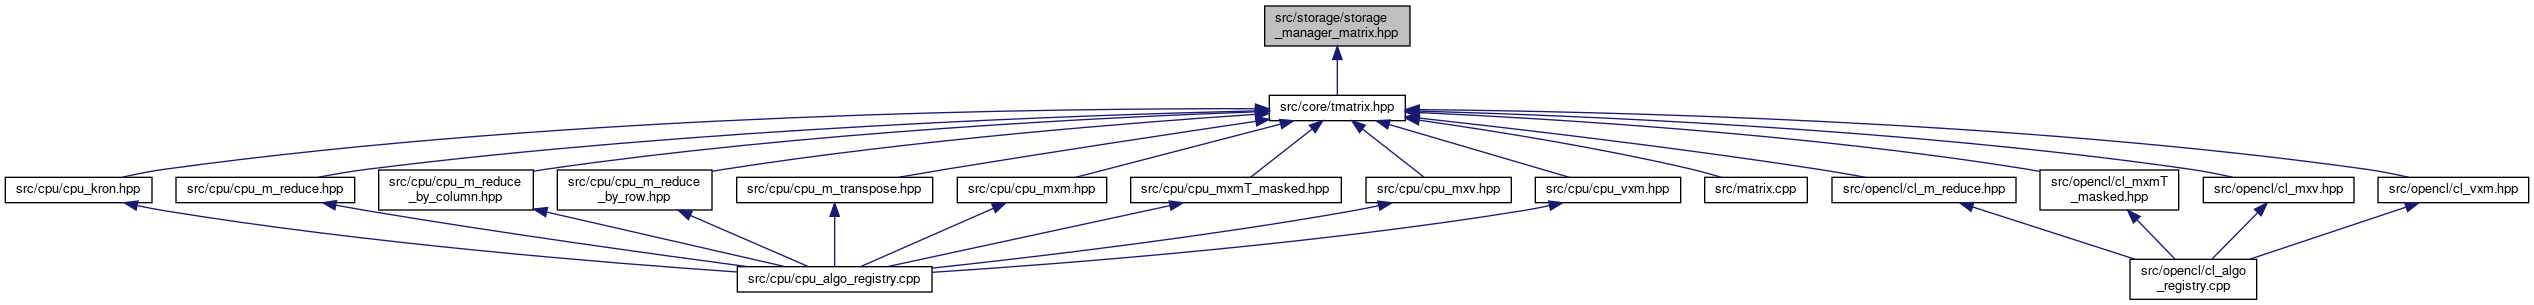 src/storage/storage
_manager_matrix.hpp
src/core/tmatrix.hpp
src/cpu/cpu_kron.hpp
src/cpu/cpu_m_reduce.hpp
src/cpu/cpu_m_reduce
_by_column.hpp
src/cpu/cpu_m_reduce
_by_row.hpp
src/cpu/cpu_m_transpose.hpp
src/cpu/cpu_mxm.hpp
src/cpu/cpu_mxmT_masked.hpp
src/cpu/cpu_mxv.hpp
src/cpu/cpu_vxm.hpp
src/matrix.cpp
src/opencl/cl_m_reduce.hpp
src/opencl/cl_mxmT
_masked.hpp
src/opencl/cl_mxv.hpp
src/opencl/cl_vxm.hpp
src/cpu/cpu_algo_registry.cpp
src/opencl/cl_algo
_registry.cpp